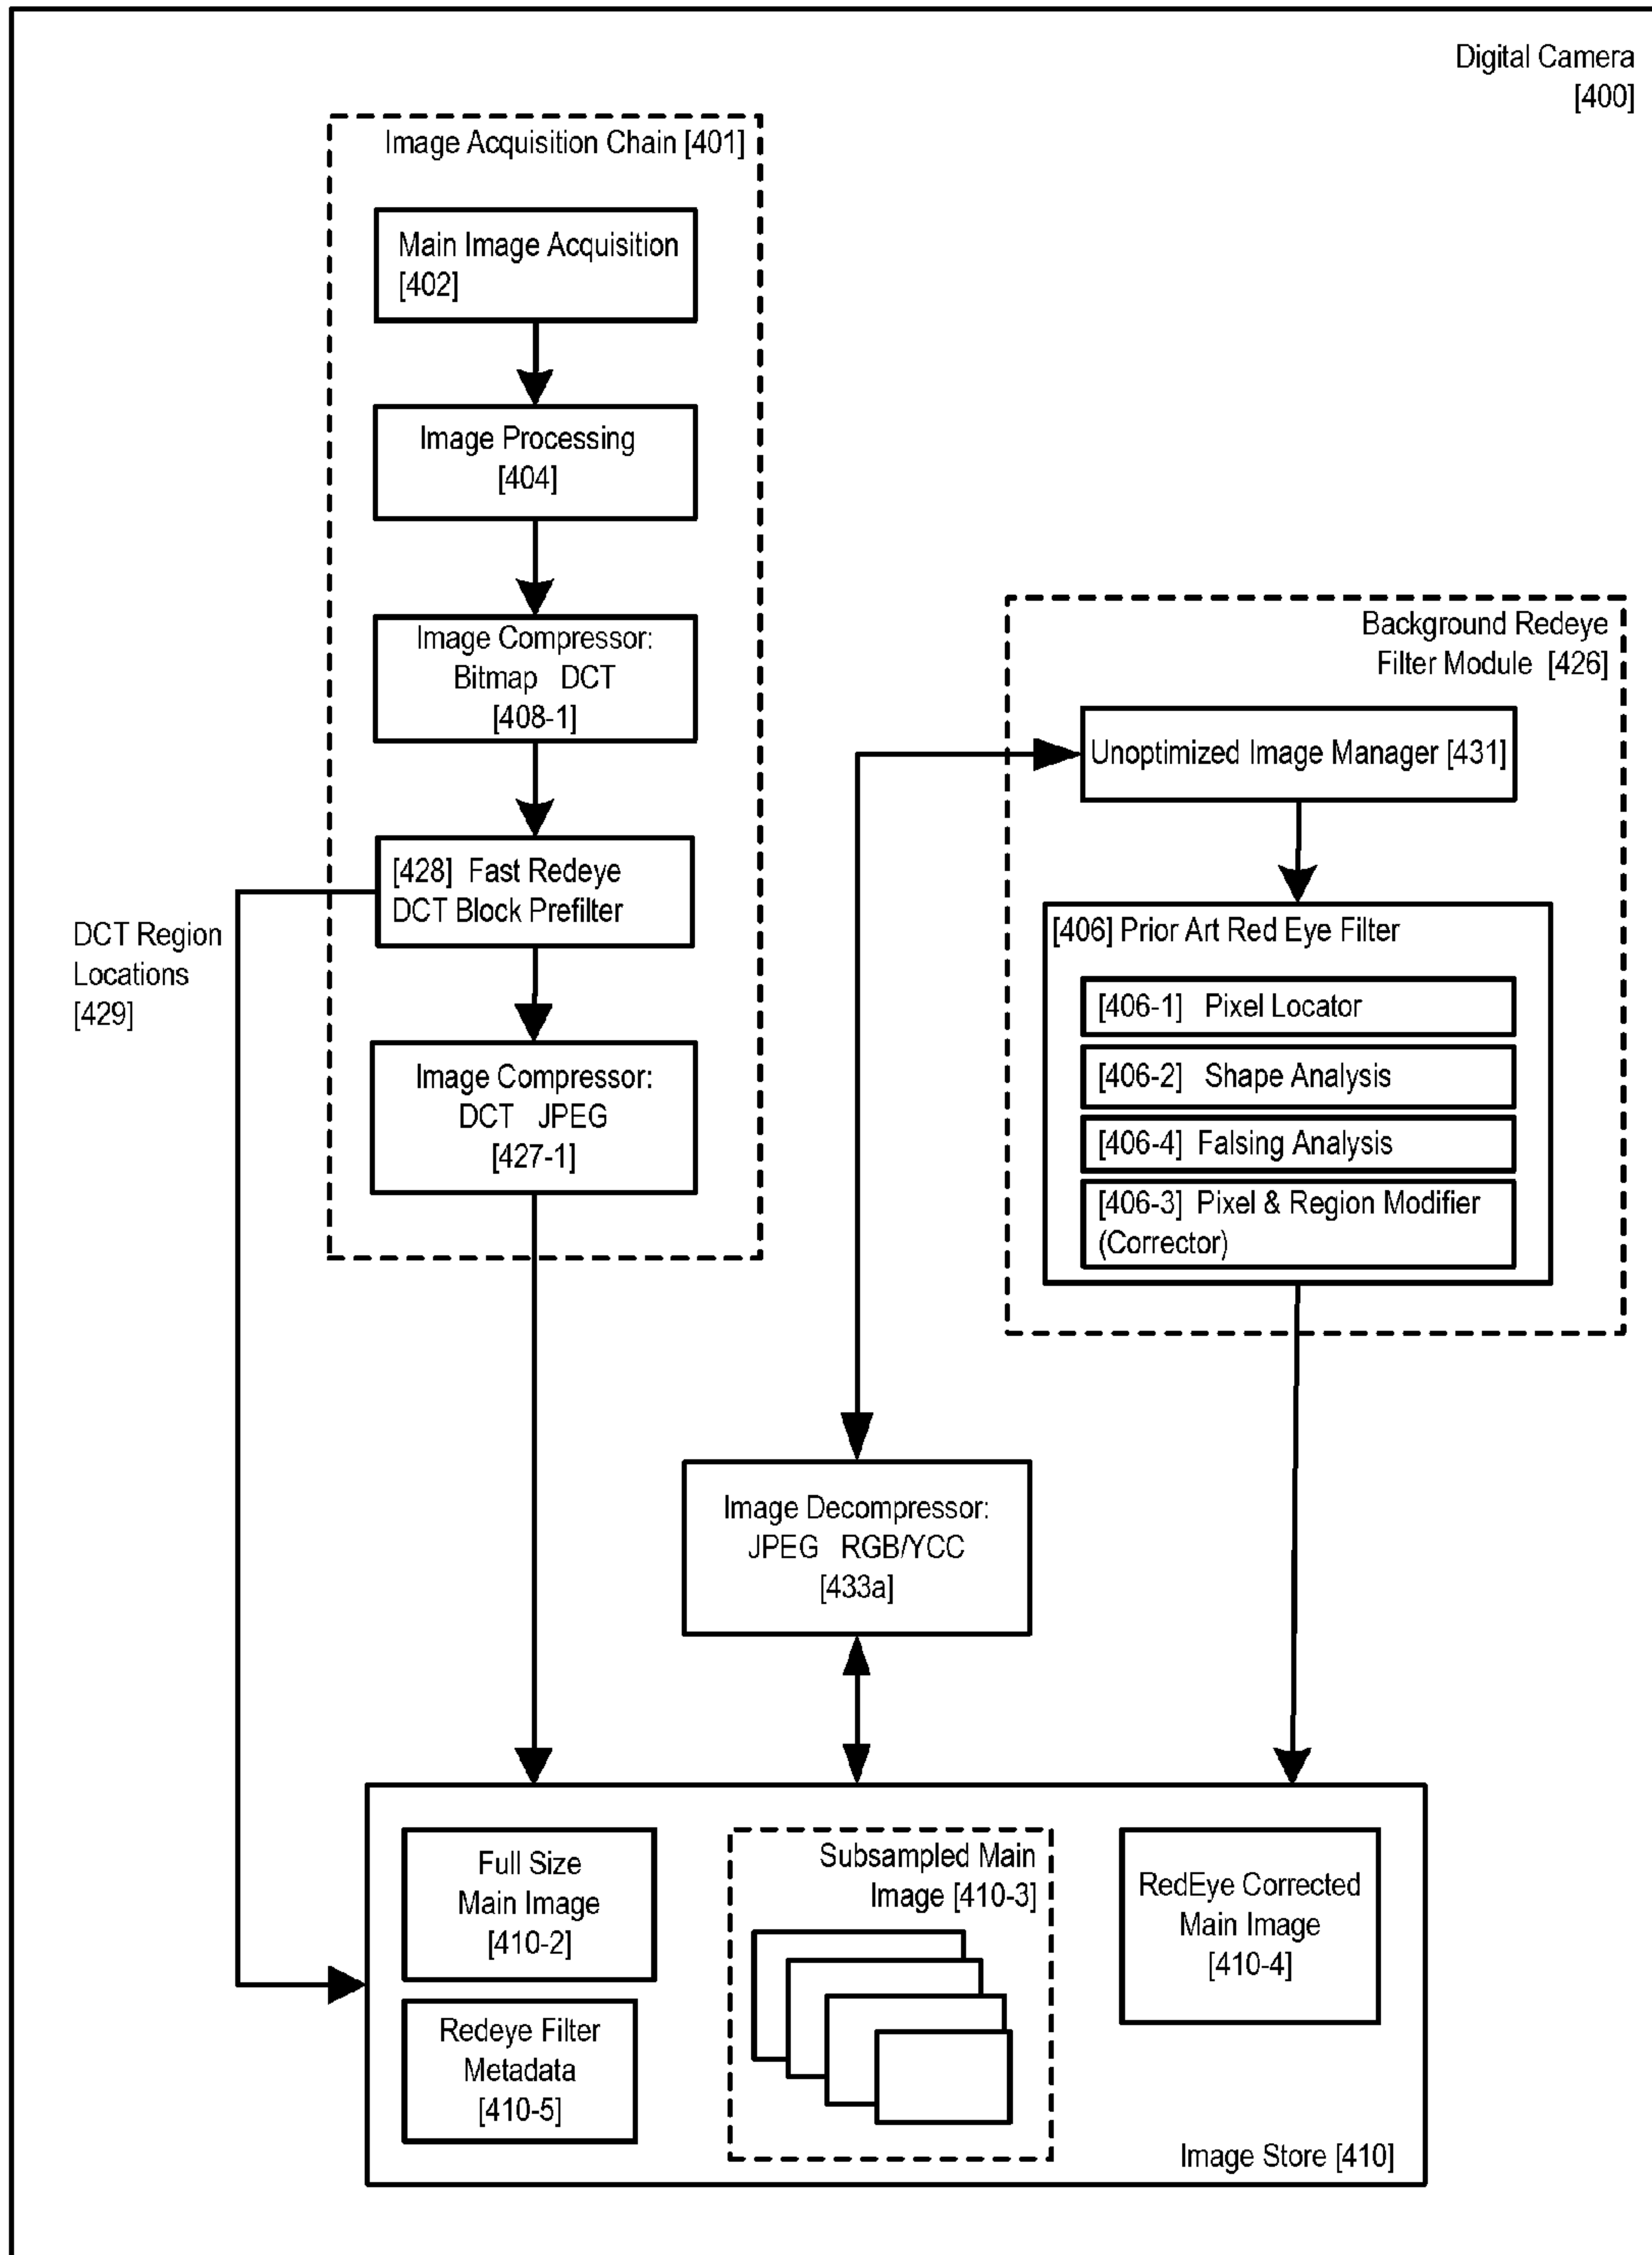 Digital Camera
[400]
Image Acquisition Chain [401]
Main Image Acquisition
[402]
Image Processing
[404]
Image Compressor:
Bitmap DCT
[408-1]
[428] Fast Redeye
DCT Block Prefilter
DCT Region
Locations
[429]
Image Compressor:
DCT JPEG
[427-1]
Background Redeye
Filter Module [426]
Unoptimized Image Manager [431]
[406] Prior Art Red Eye Filter
[406-1] Pixel Locator
[406-2] Shape Analysis
[406-4] Falsing Analysis
[406-3] Pixel & Region Modifier
(Corrector)
Image Decompressor:
JPEG RGB/YCC
[433a]
Full Size
Main Image
[410-2]
Redeye Filter
Metadata
[410-5]
Subsampled Main
Image [410-3]
RedEye Corrected
Main Image
[410-4]
Image Store [410]